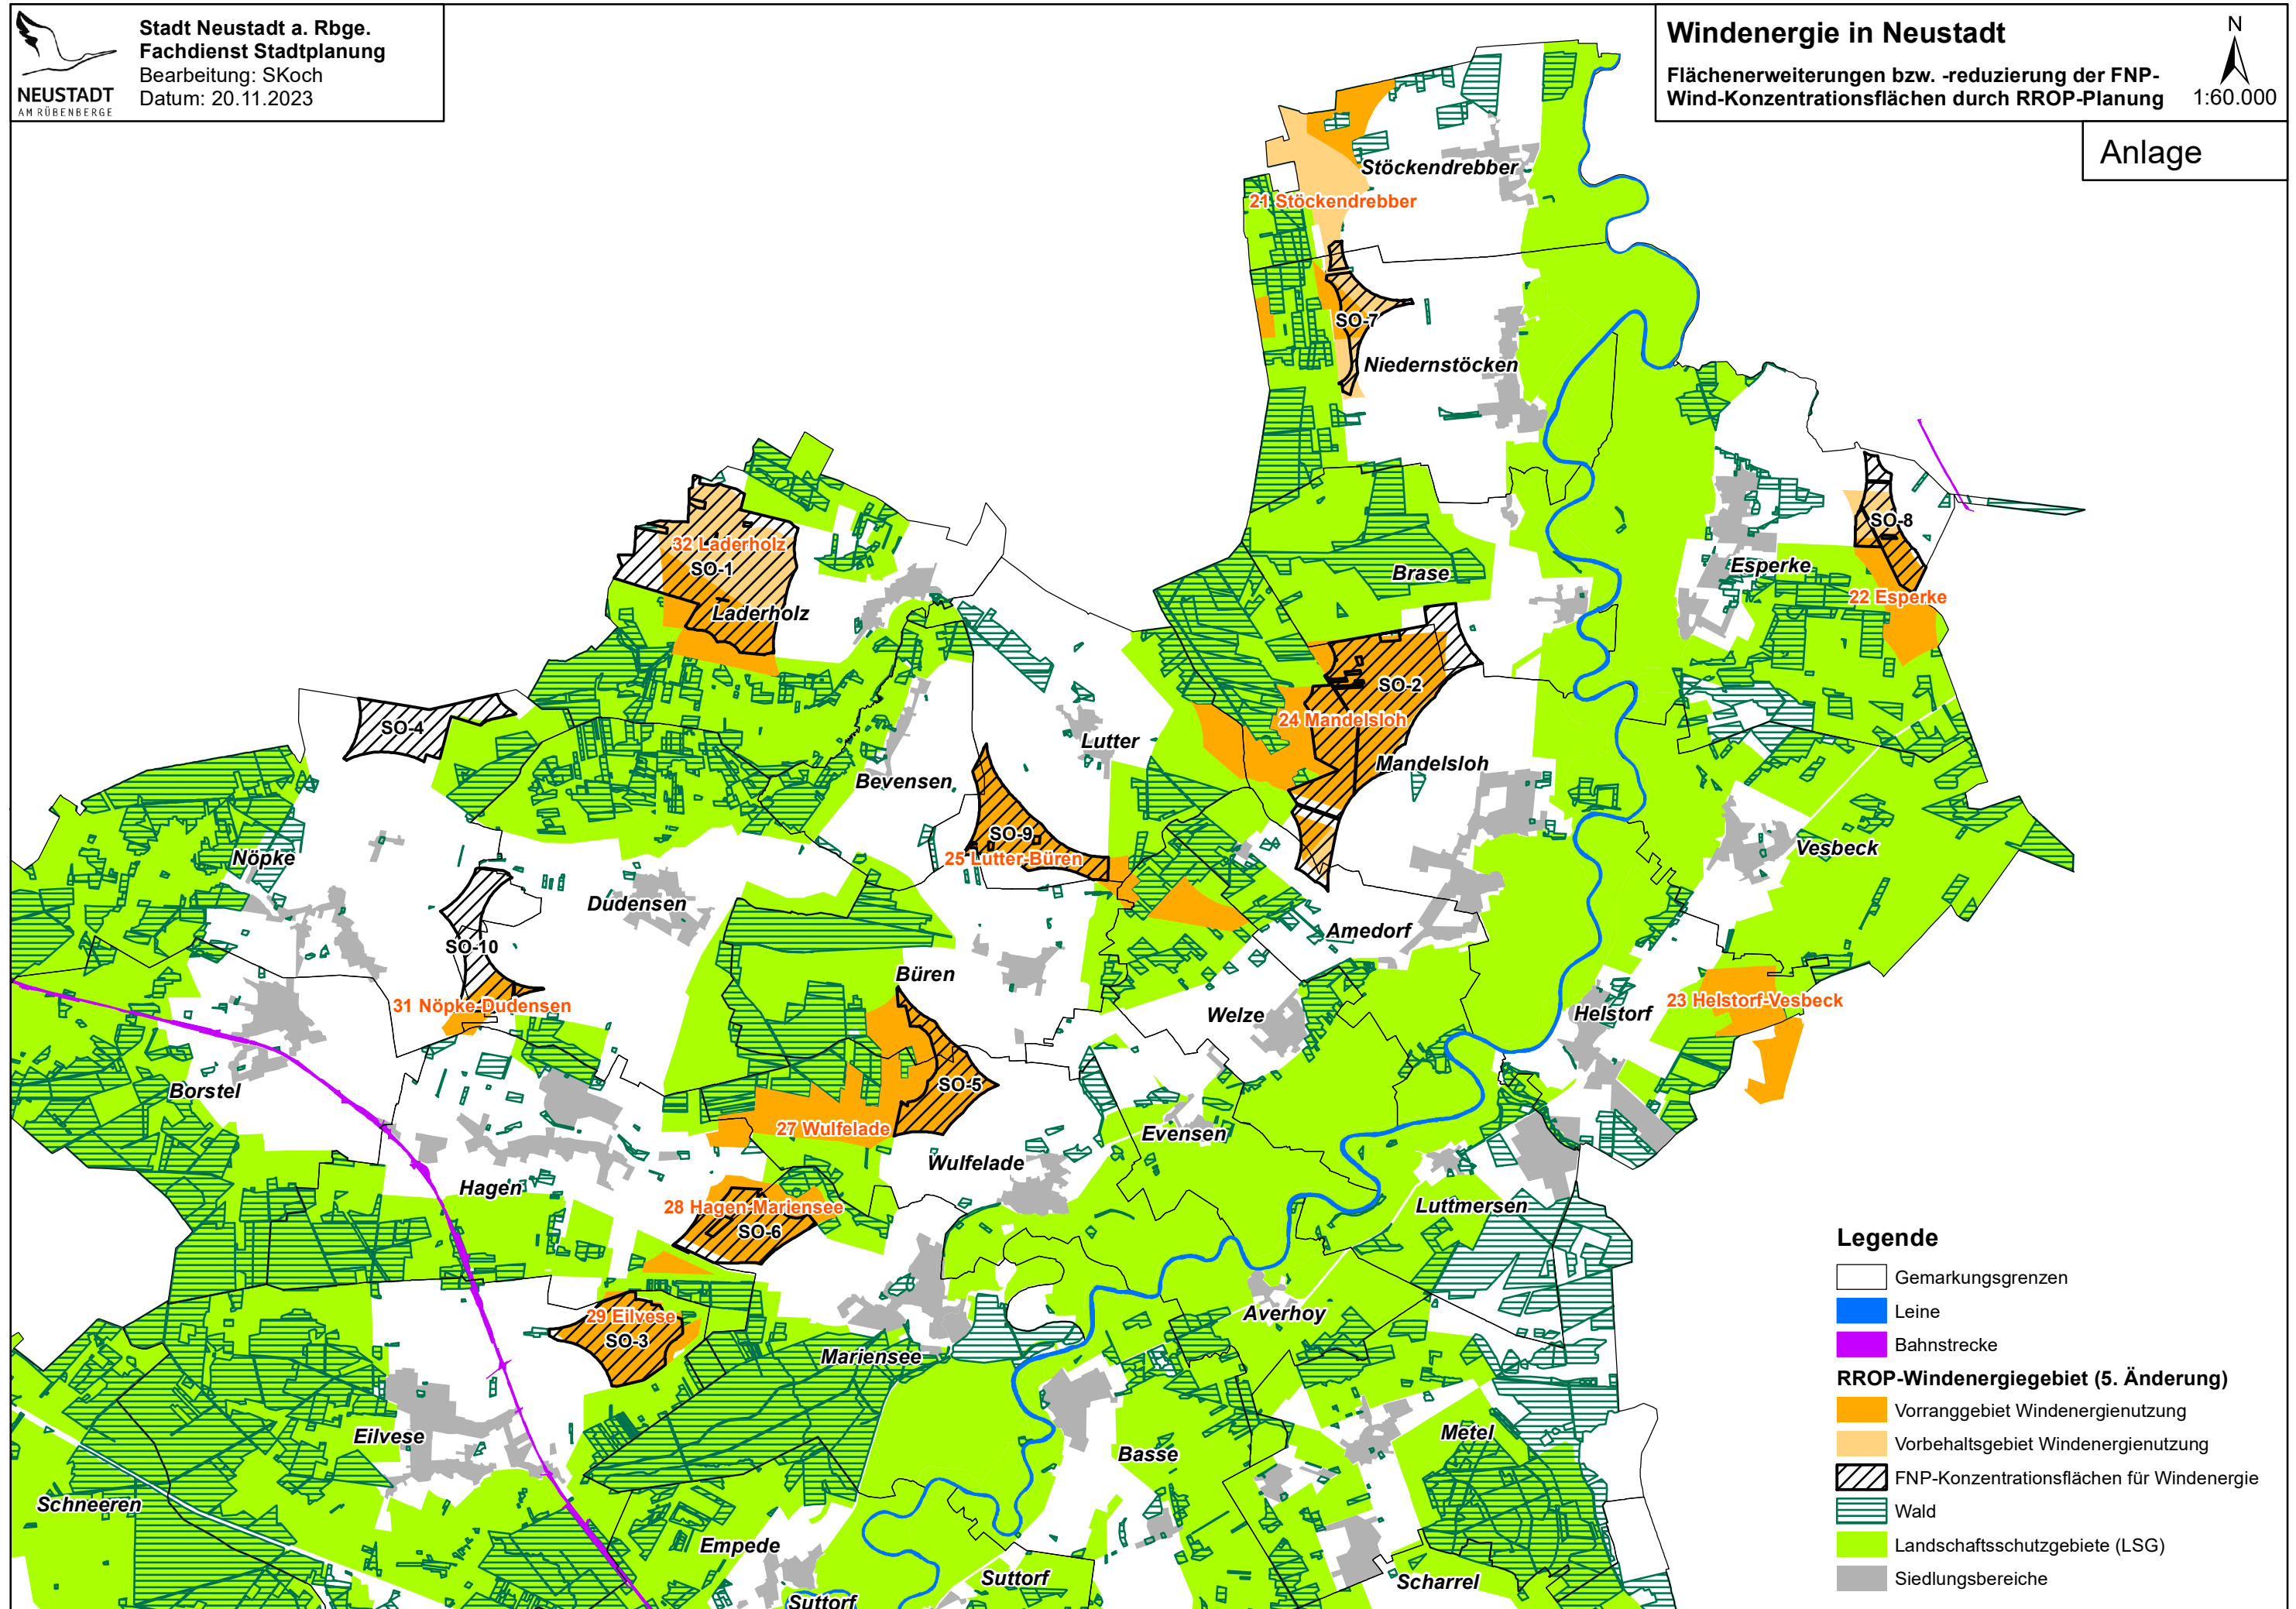 NEUSTADT
AM RÜBENBERGE
Stadt Neustadt a. Rbge.
Fachdienst Stadtplanung
Bearbeitung: SKoch
Datum: 20.11.2023
Windenergie in Neustadt
Flächenerweiterungen bzw. -reduzierung der FNP-
Wind-Konzentrationsflächen durch RROP-Planung
N
1:60.000
Anlage
Stöckendrebber
21 Stöckendrebber
SO-7
Niedernstöcken
SO-8
Esperke
22 Esperke
32 Laderholz
SO-1
Laderholz
Brase
SO-2
24 Mandelsloh
Mandelsloh
SO-4
Lutter
Bevensen
SO-9
25 Lutter-Büren
Nöpke
Vesbeck
Dudensen
SO-10
Amedorf
Büren
31 Nöpke-Dudensen
Welze
Helstorf
23 Helstorf-Vesbeck
Borstel
SO-5
27 Wulfelade
Evensen
Wulfelade
Hagen
28 Hagen-Mariensee
SO-6
Luttmersen
29 Eilvese
SO-3
Averhoy
Mariensee
Eilvese
Basse
Metel
Schneeren
Empede
Suttorf
Suttorf
Scharrel
Legende
Gemarkungsgrenzen
Leine
Bahnstrecke
RROP-Windenergiegebiet (5. Änderung)
Vorranggebiet Windenergienutzung
Vorbehaltsgebiet Windenergienutzung
FNP-Konzentrationsflächen für Windenergie
Wald
Landschaftsschutzgebiete (LSG)
Siedlungsbereiche